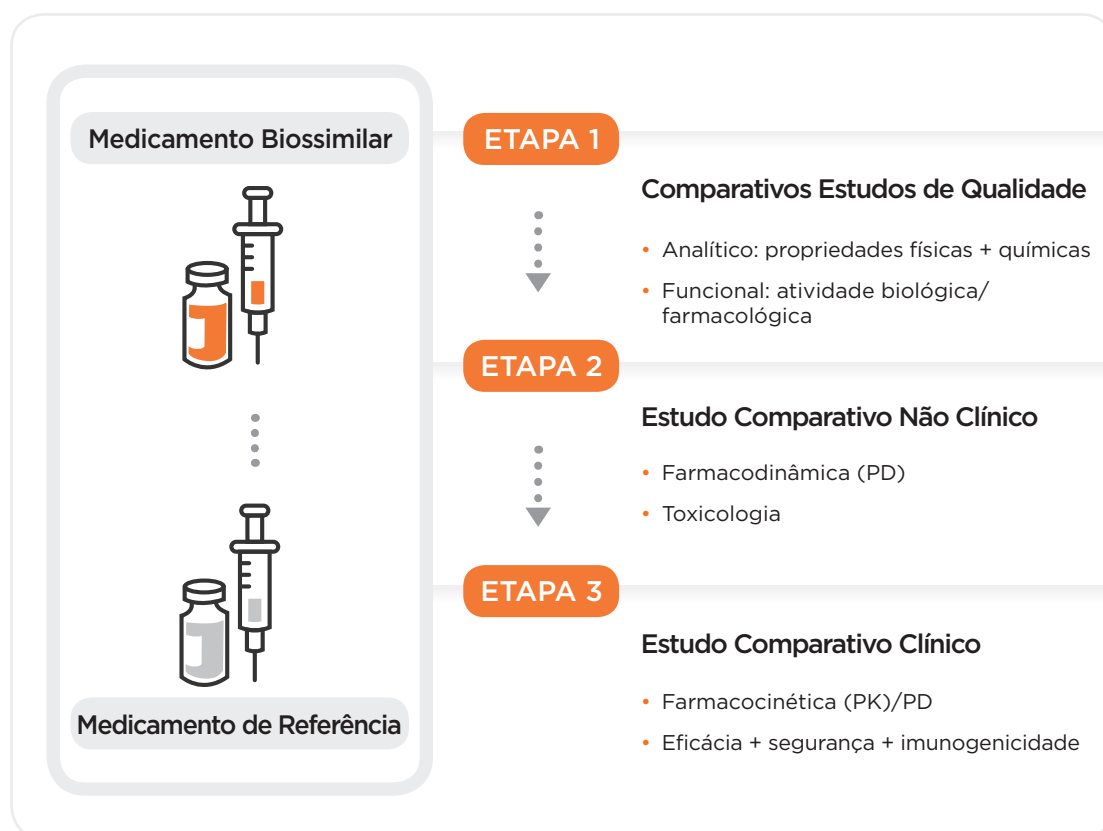 Medicamento Biossimilar
Medicamento de Referência
ETAPA 1
Comparativos Estudos de Qualidade
• Analítico: propriedades físicas + químicas
• Funcional: atividade biológica/
farmacológica
ETAPA 2
Estudo Comparativo Não Clínico
• Farmacodinâmica (PD)
• Toxicologia
ETAPA 3
Estudo Comparativo Clínico
• Farmacocinética (PK)/PD
• Eficácia + segurança + imunogenicidade